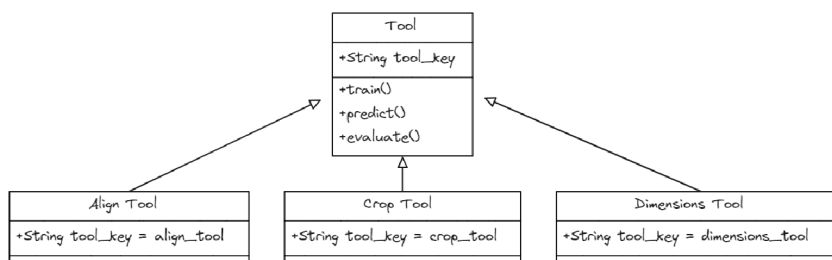 Tool
+String tool_key
+train()
+predict()
+evaluate()
Align Tool
+String tool_key = align_tool
Crop Tool
+String tool_key = crop_tool
Dimensions Tool
+String tool_key = dimensions_tool